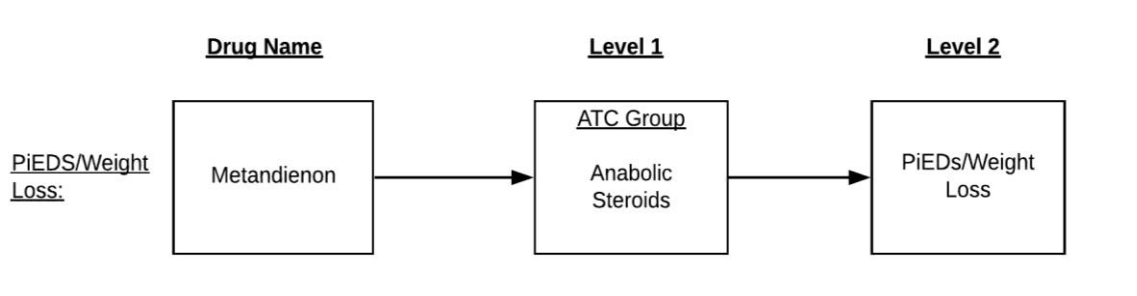 Drug Name
Level 1
Level 2
PiEDS/Weight
Loss:
Metandienon
ATC Group
Anabolic
Steroids
PiEDs/Weight
Loss